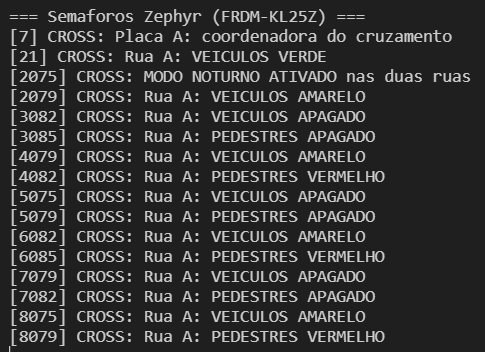 === Semaforos Zephyr (FRDM-KL25Z) ===
[7] CROSS: Placa A: coordenadora do cruzamento
[21] CROSS: Rua A: VEICULOS VERDE
[2075] CROSS: MODO NOTURNO ATIVADO nas duas ruas
[2079] CROSS: Rua A: VEICULOS AMARELO
[3082] CROSS: Rua A: VEICULOS APAGADO
[3085] CROSS: Rua A: PEDESTRES APAGADO
[4079] CROSS: Rua A: VEICULOS AMARELO
[4082] CROSS: Rua A: PEDESTRES VERMELHO
[5075] CROSS: Rua A: VEICULOS APAGADO
[5079] CROSS: Rua A: PEDESTRES APAGADO
[6082] CROSS: Rua A: VEICULOS AMARELO
[6085] CROSS: Rua A: PEDESTRES VERMELHO
[7079] CROSS: Rua A: VEICULOS APAGADO
[7082] CROSS: Rua A: PEDESTRES APAGADO
[8075] CROSS: Rua A: VEICULOS AMARELO
[8079] CROSS: Rua A: PEDESTRES VERMELHO